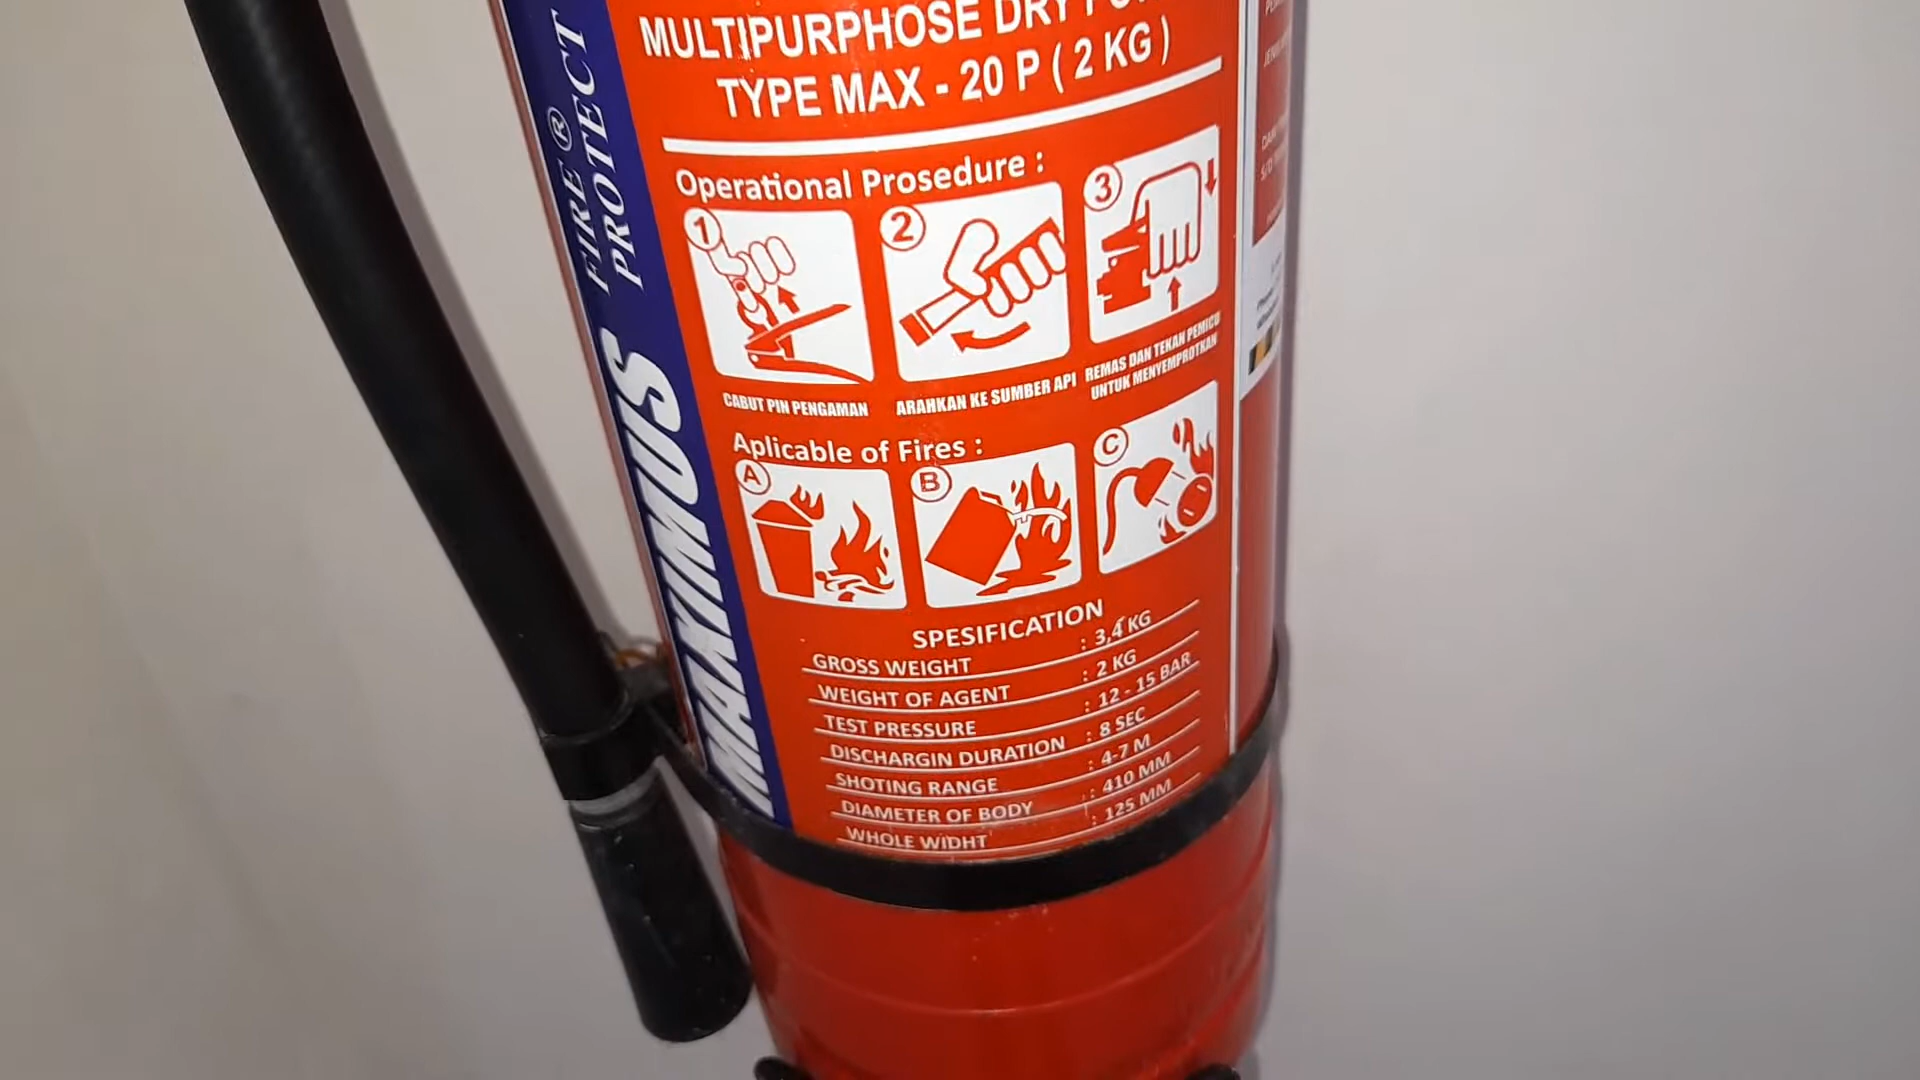 MULTIPURPHOSE DRY
TYPE MAX - 20 P ( 2 KG )
FIRE ®
PROTECT
MAXIMUS
Operational Prosedure :
1
2
3
CABUT PIN PENGAMAN
ARAHKAN KE SUMBER API
REMAS DAN TEKAN PEMICU
UNTUK MENYEMPROTKAN
Aplicable of Fires :
A
B
C
SPESIFICATION
GROSS WEIGHT : 3,4 KG
WEIGHT OF AGENT : 2 KG
TEST PRESSURE : 12 - 15 BAR
DISCHARGIN DURATION : 8 SEC
SHOTING RANGE : 4-7 M
DIAMETER OF BODY : 410 MM
WHOLE WIDHT : 125 MM